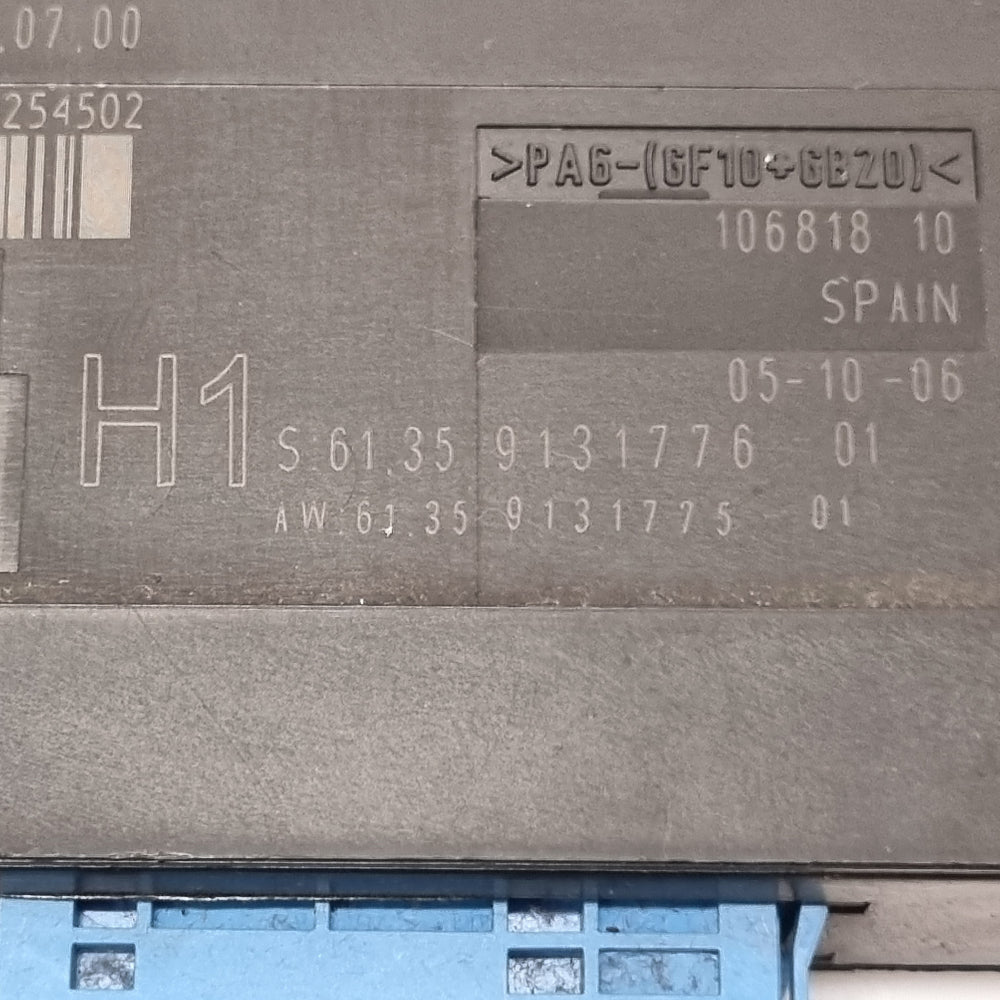 .07.00
254502
>PA6-(GF10+GB20)<
106818 10
SPAIN
05-10-06
H1
S:61.35 9131776 01
AW:61.35 9131775 01